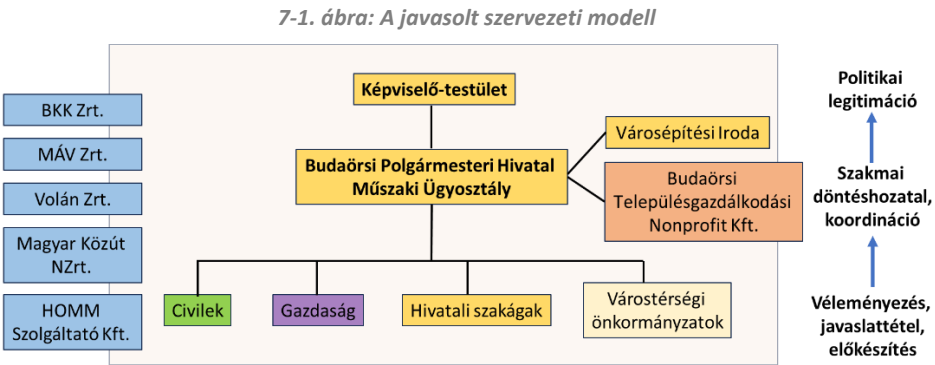 7-1. ábra: A javasolt szervezeti modell
BKK Zrt.
MÁV Zrt.
Volán Zrt.
Magyar Közút
NZrt.
HOMM
Szolgáltató Kft.
Képviselő-testület
Budaörsi Polgármesteri Hivatal
Műszaki Ügyosztály
Városépítési Iroda
Budaörsi
Településgazdálkodási
Nonprofit Kft.
Civilek
Gazdaság
Hivatali szakágak
Várostérségi
önkormányzatok
Politikai
legitimáció
Szakmai
döntéshozatal,
koordináció
Véleményezés,
javaslattétel,
előkészítés